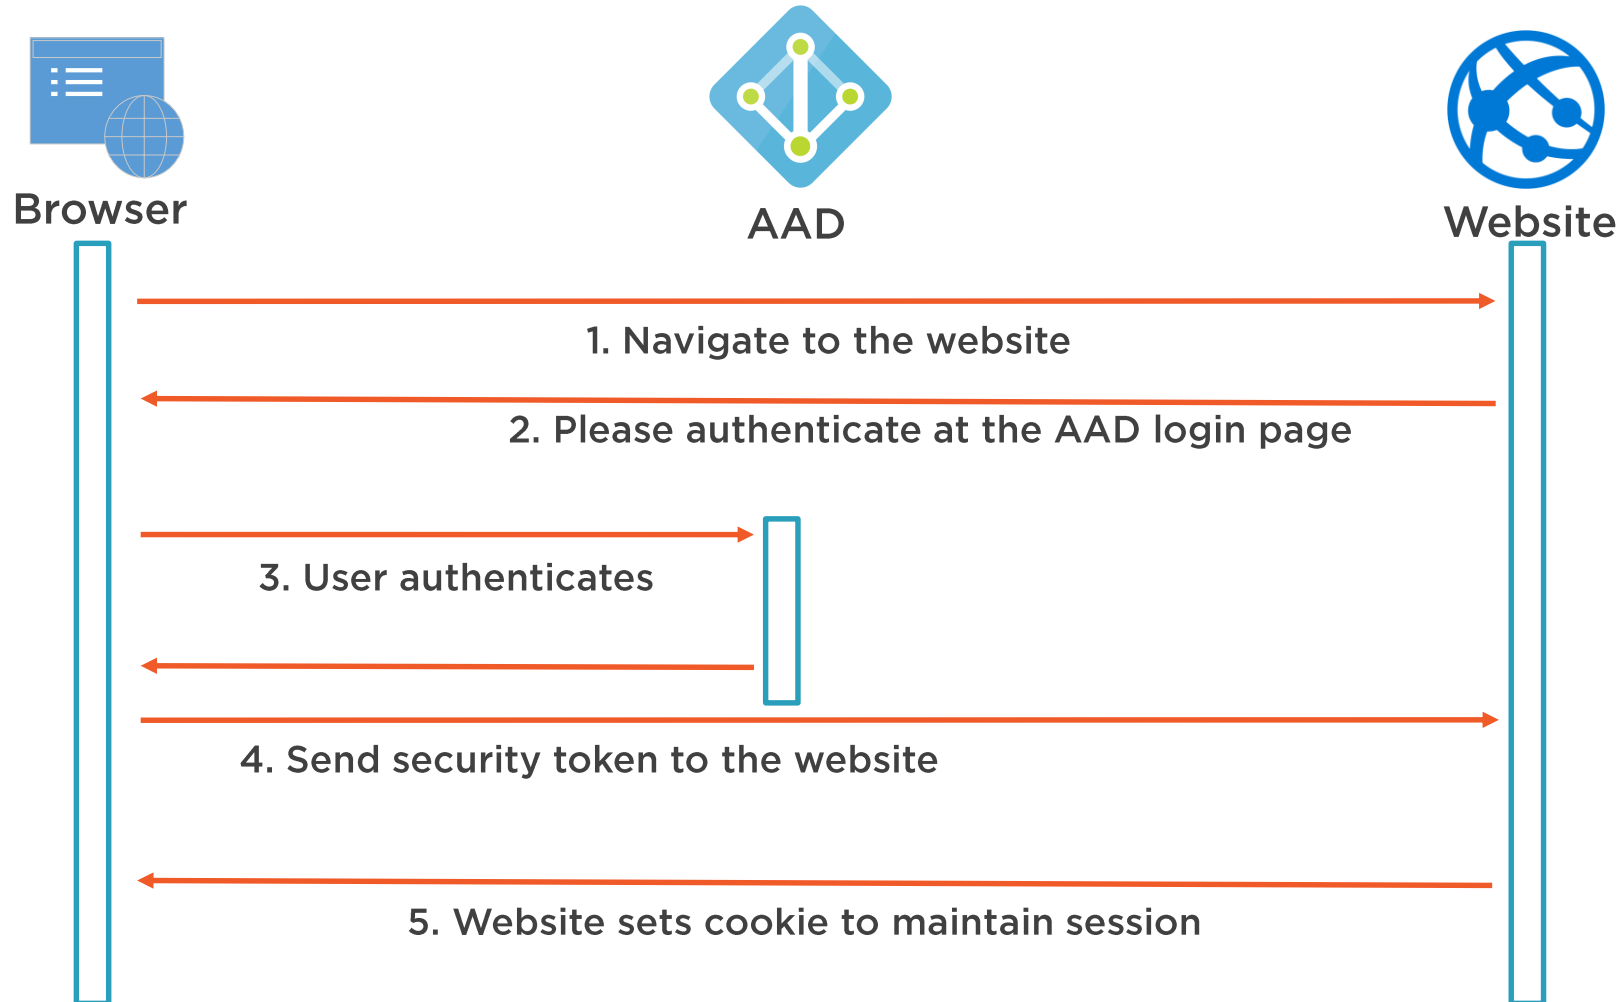 Browser
AAD
Website
1. Navigate to the website
2. Please authenticate at the AAD login page
3. User authenticates
4. Send security token to the website
5. Website sets cookie to maintain session